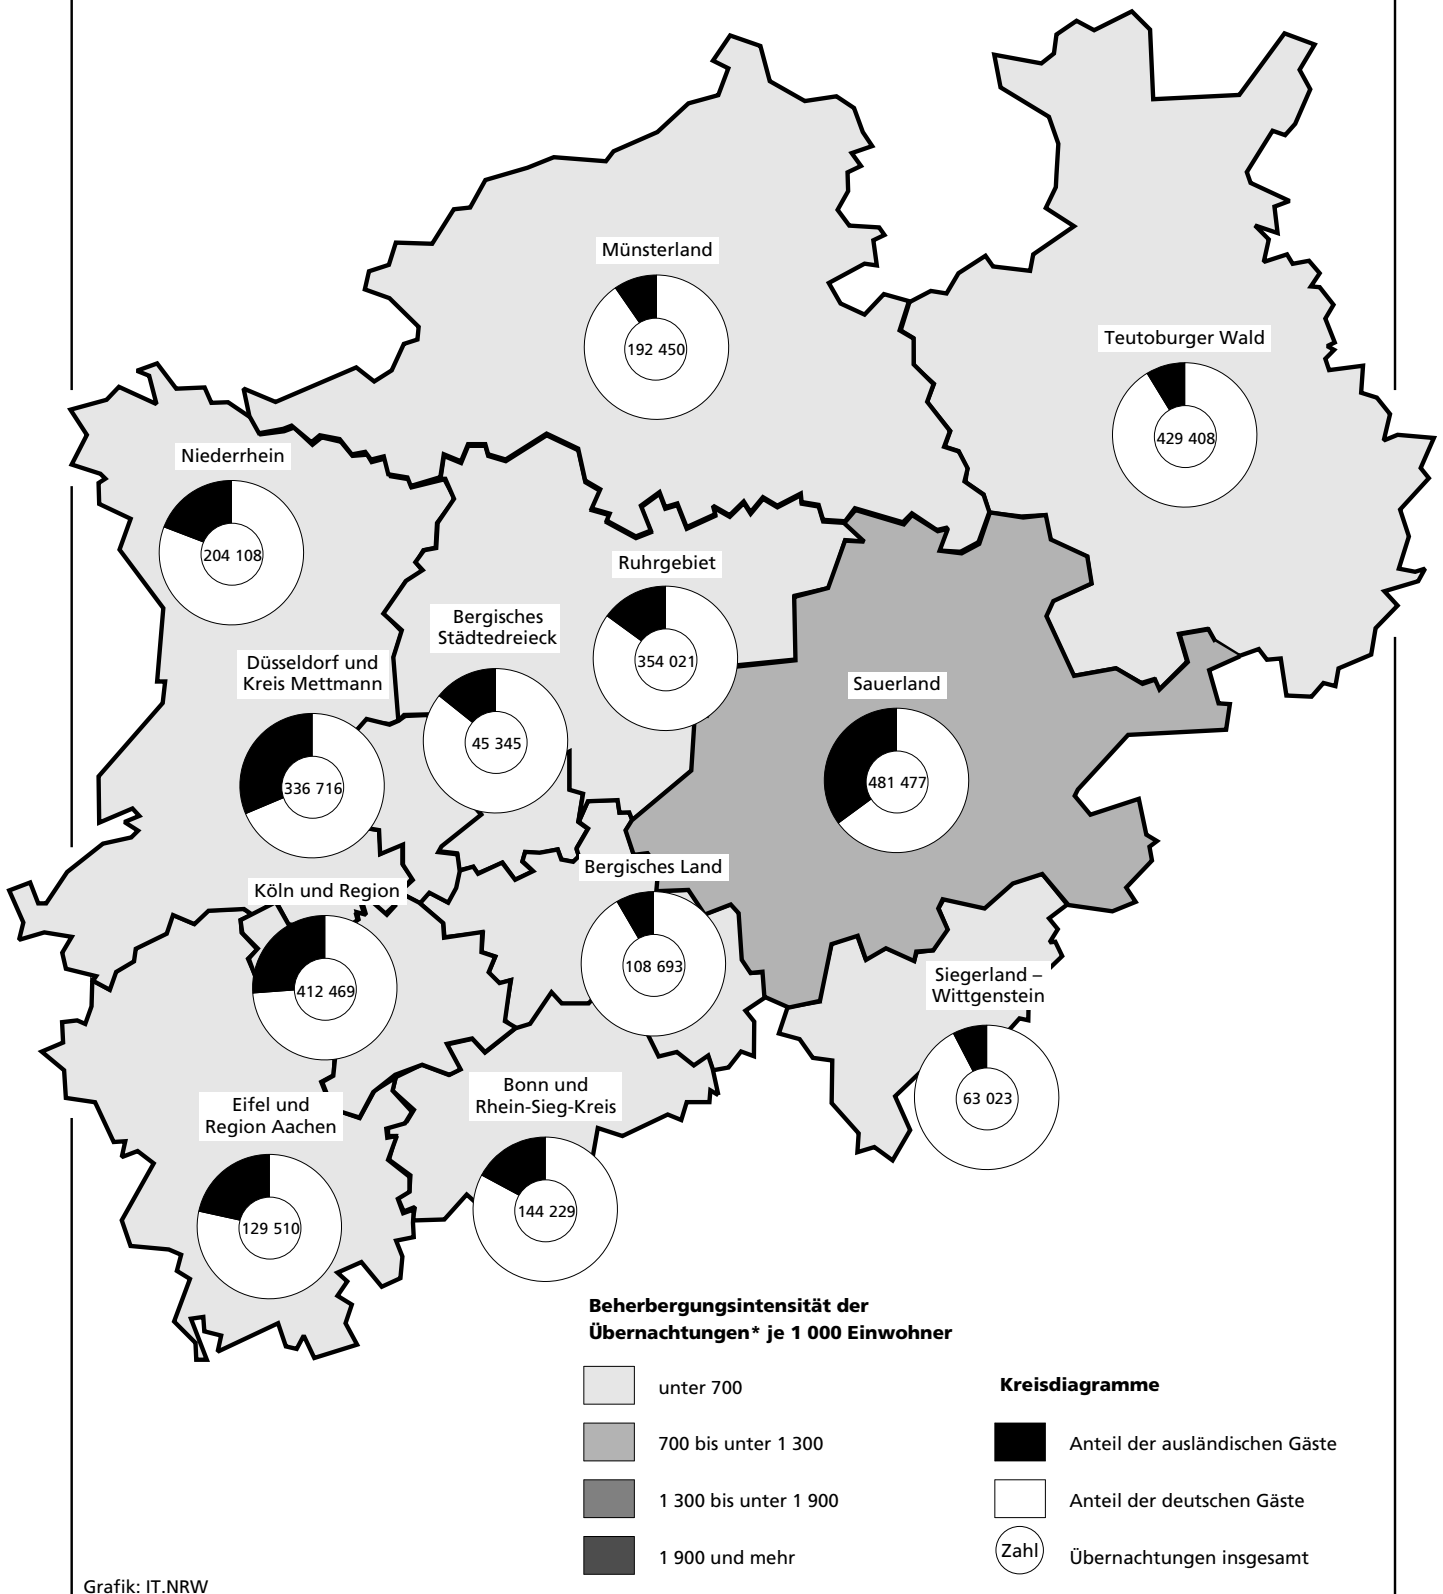 Münsterland
192 450
Teutoburger Wald
429 408
Niederrhein
204 108
Ruhrgebiet
354 021
Bergisches
Städtedreieck
45 345
Düsseldorf und
Kreis Mettmann
336 716
Sauerland
481 477
Bergisches Land
108 693
Köln und Region
412 469
Siegerland –
Wittgenstein
63 023
Bonn und
Rhein-Sieg-Kreis
144 229
Eifel und
Region Aachen
129 510
Beherbergungsintensität der
Übernachtungen* je 1 000 Einwohner
unter 700
700 bis unter 1 300
1 300 bis unter 1 900
1 900 und mehr
Kreisdiagramme
Anteil der ausländischen Gäste
Anteil der deutschen Gäste
Zahl
Übernachtungen insgesamt
Grafik: IT.NRW